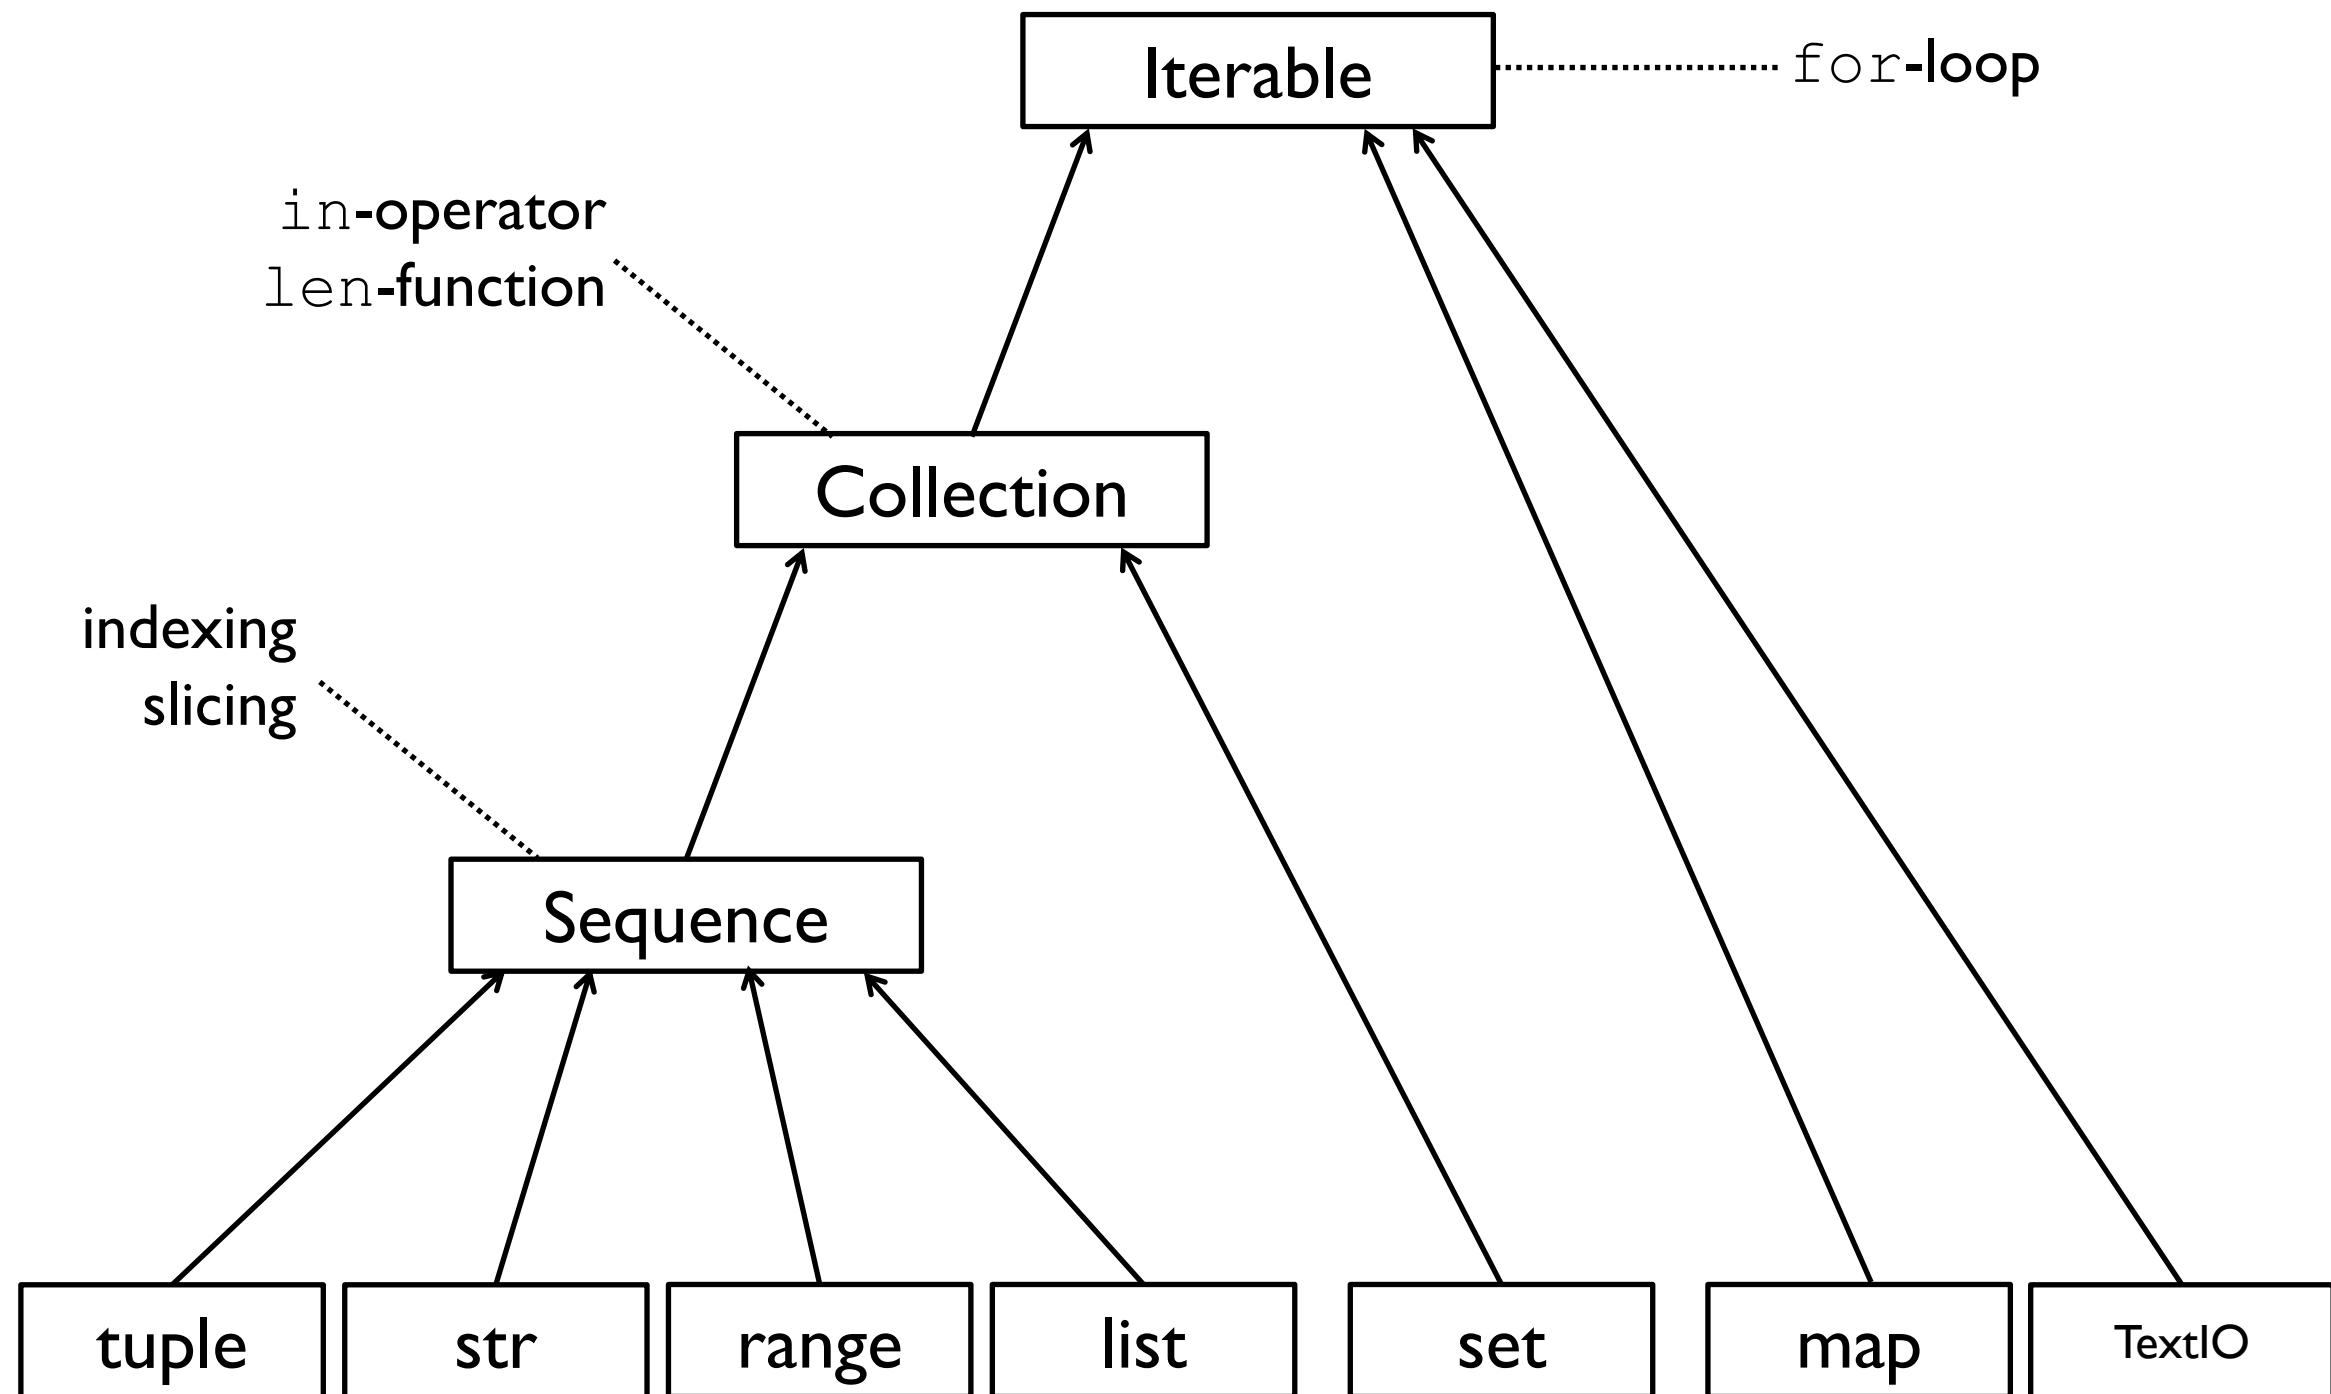 Iterable
for-loop
in-operator
len-function
Collection
indexing
slicing
Sequence
tuple
str
range
list
set
map
TextIO